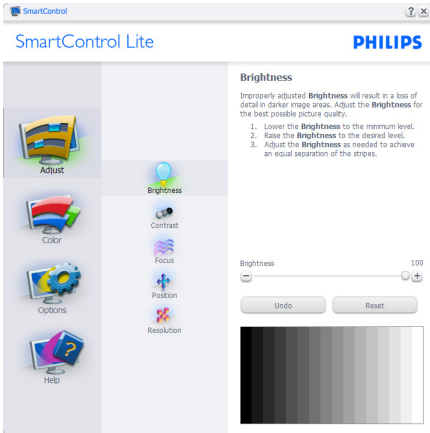 SmartControl
SmartControl Lite
PHILIPS
Adjust
Color
Options
Help
Brightness
Contrast
Focus
Position
Resolution
Brightness
Improperly adjusted Brightness will result in a loss of
detail in darker image areas. Adjust the Brightness for
the best possible picture quality.
1. Lower the Brightness to the minimum level.
2. Raise the Brightness to the desired level.
3. Adjust the Brightness as needed to achieve
an equal separation of the stripes.
Brightness 100
Undo Reset